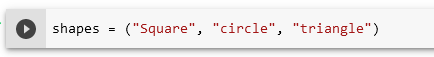 shapes = ("Square", "circle", "triangle")